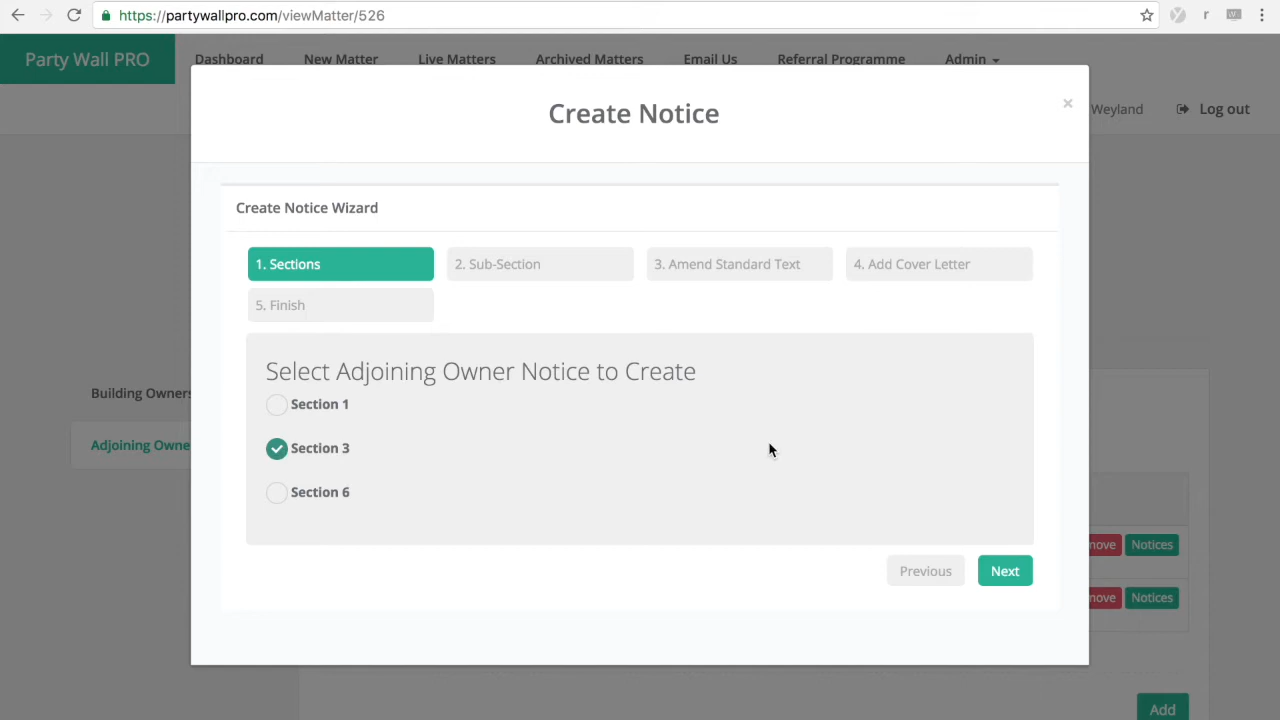 https://partywallpro.com/viewMatter/526
Party Wall PRO
Dashboard
New Matter
Live Matters
Archived Matters
Email Us
Referral Programme
Admin
Weyland
Log out
Create Notice
×
Create Notice Wizard
1. Sections
2. Sub-Section
3. Amend Standard Text
4. Add Cover Letter
5. Finish
Select Adjoining Owner Notice to Create
Section 1
Section 3
Section 6
Previous
Next
Building Owners
Adjoining Owne
move
Notices
move
Notices
Add